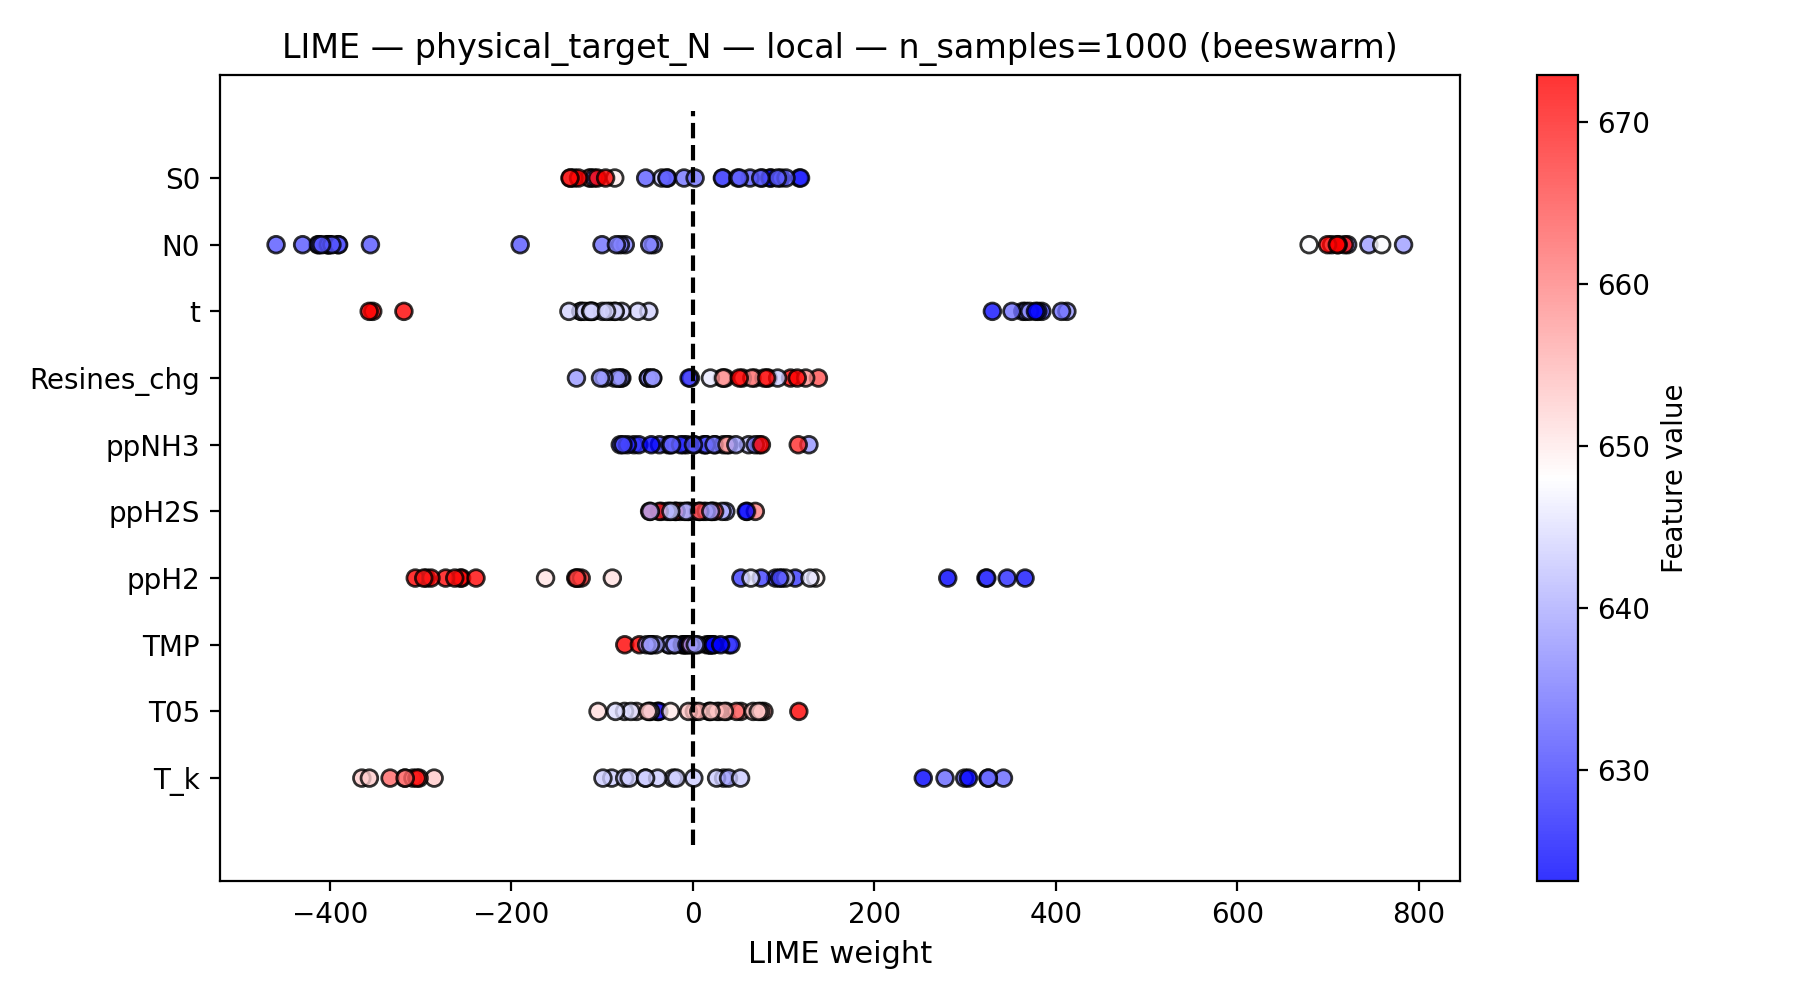 LIME — physical_target_N — local — n_samples=1000 (beeswarm)
S0
N0
t
Resines_chg
ppNH3
ppH2S
ppH2
TMP
T05
T_k
−400
−200
0
200
400
600
800
LIME weight
670
660
650
640
630
Feature value